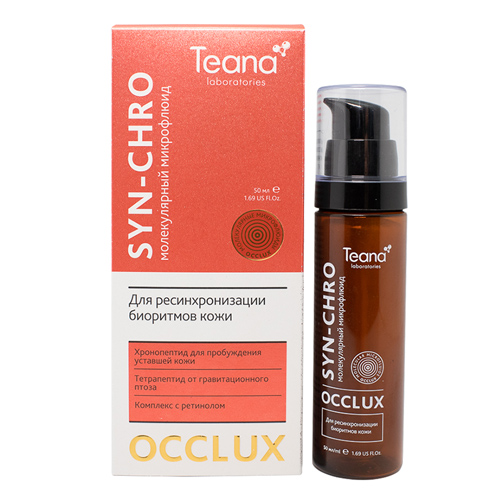 Teana
laboratories
SYN-CHRO
молекулярный микрофлюид
50 мл ℮
1.69 US Fl.Oz.
Для ресинхронизации
биоритмов кожи
Хронопептид для пробуждения
уставшей кожи
Тетрапептид от гравитационного
птоза
Комплекс с ретинолом
OCCLUX
Teana
laboratories
SYN-CHRO
молекулярный микрофлюид
OCCLUX
Для ресинхронизации
биоритмов кожи
50 мл/ml ℮ 1.69 US Fl.Oz.